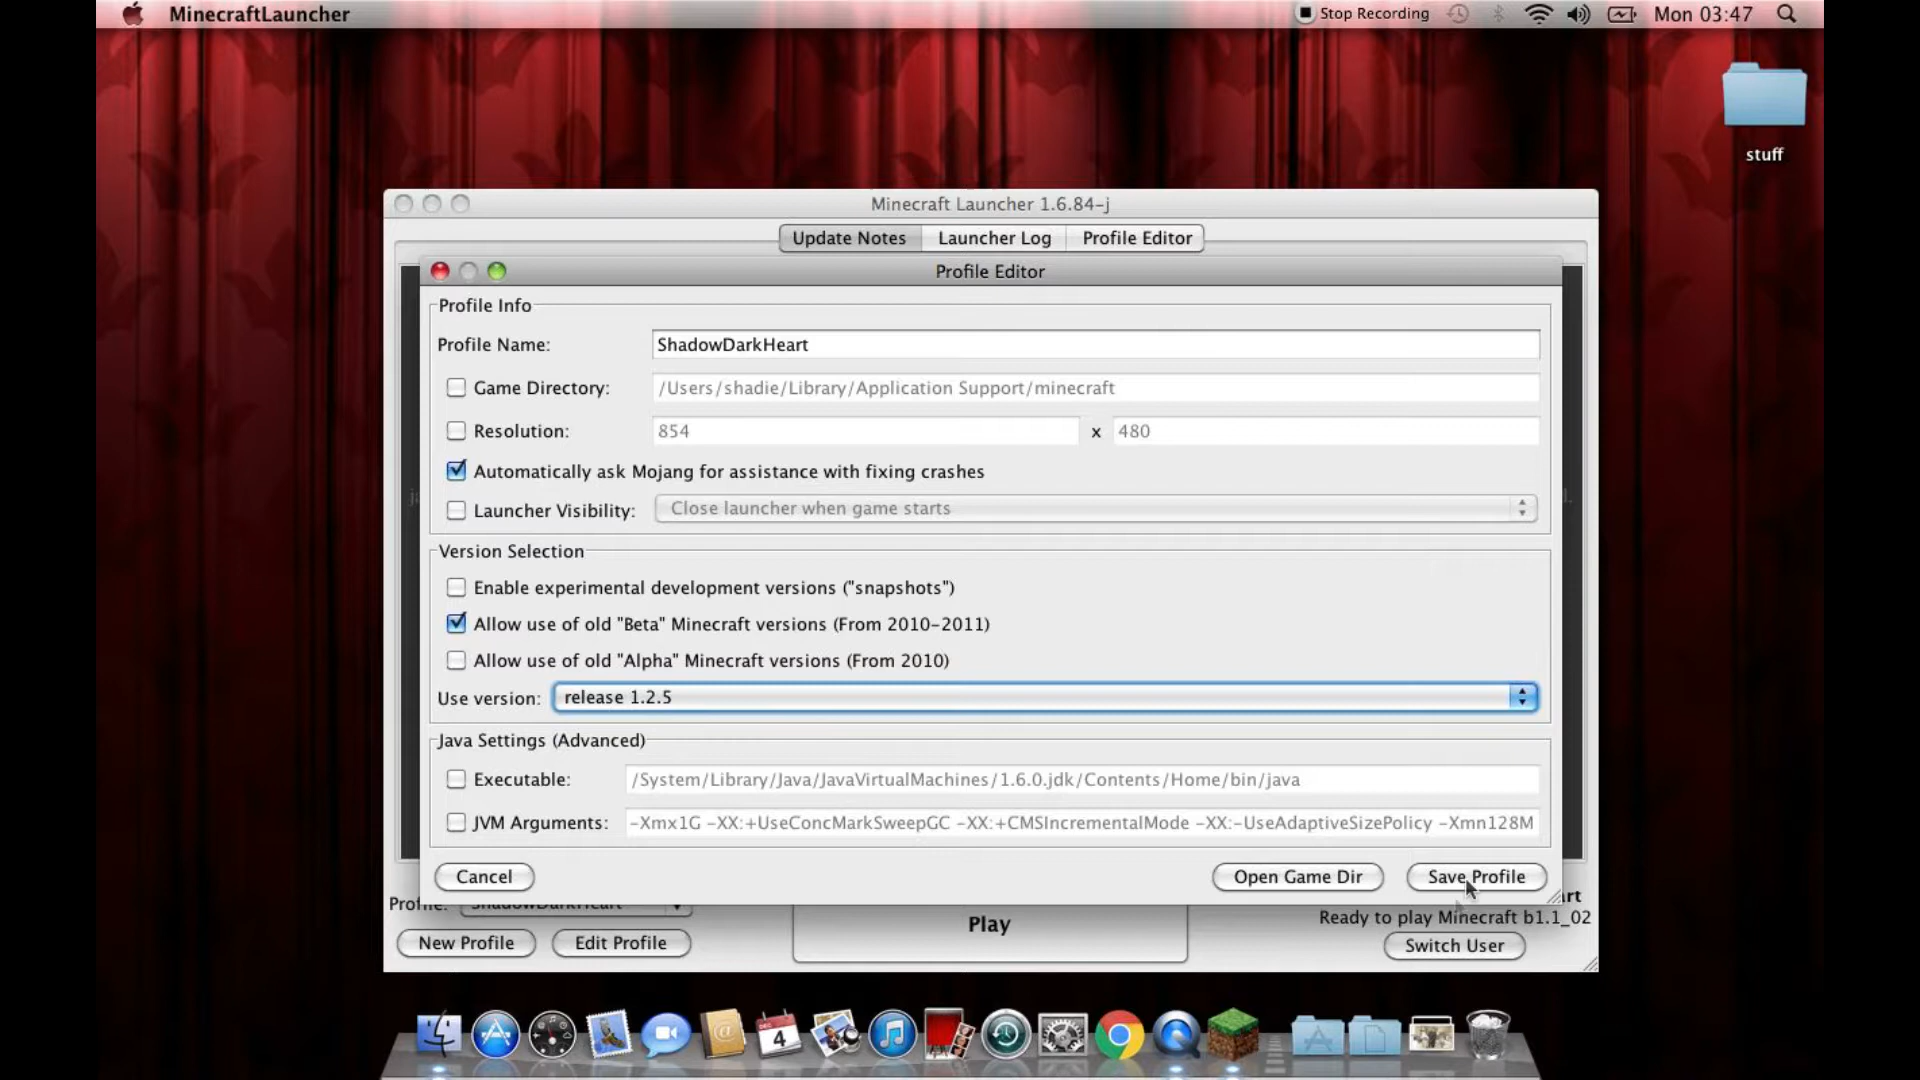 MinecraftLauncher
Stop Recording
Mon 03:47
stuff
Minecraft Launcher 1.6.84-j
Update Notes
Launcher Log
Profile Editor
Profile Editor
Profile Info
Profile Name: ShadowDarkHeart
Game Directory: /Users/shadie/Library/Application Support/minecraft
Resolution: 854 x 480
Automatically ask Mojang for assistance with fixing crashes
Launcher Visibility: Close launcher when game starts
Version Selection
Enable experimental development versions ("snapshots")
Allow use of old "Beta" Minecraft versions (From 2010-2011)
Allow use of old "Alpha" Minecraft versions (From 2010)
Use version: release 1.2.5
Java Settings (Advanced)
Executable: /System/Library/Java/JavaVirtualMachines/1.6.0.jdk/Contents/Home/bin/java
JVM Arguments: -Xmx1G -XX:+UseConcMarkSweepGC -XX:+CMSIncrementalMode -XX:-UseAdaptiveSizePolicy -Xmn128M
Cancel
Open Game Dir
Save Profile
Profile: ShadowDarkHeart
Play
Ready to play Minecraft b1.1_02
New Profile
Edit Profile
Switch User
DEC
4